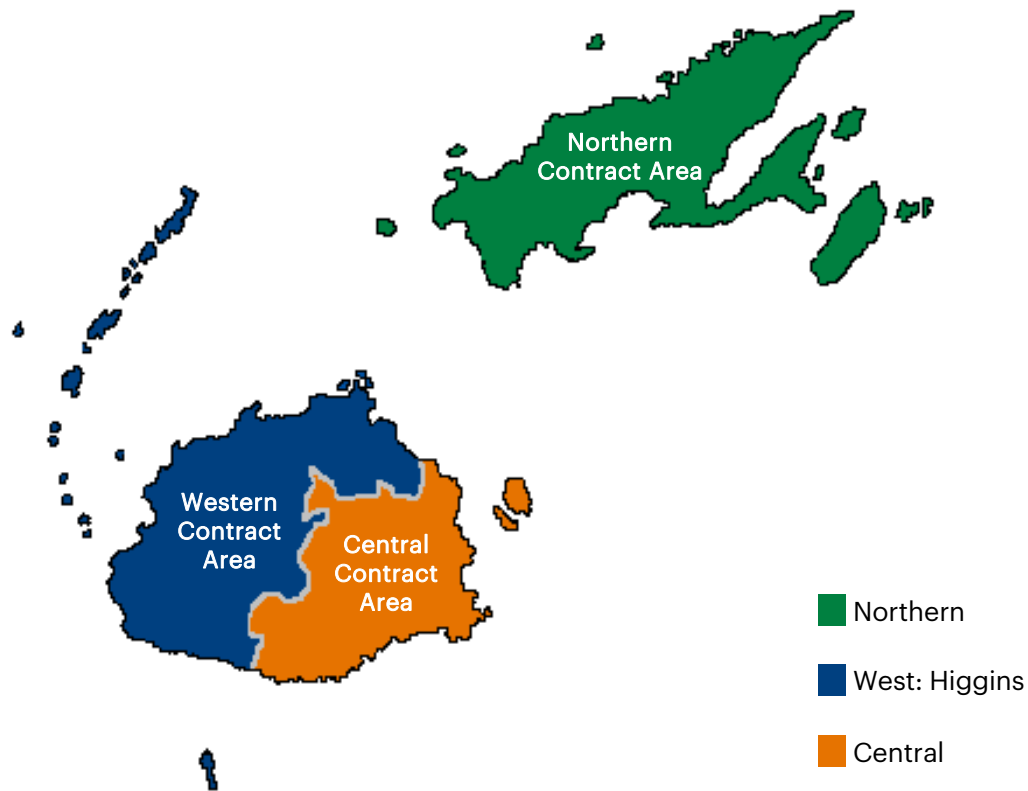 Northern
Contract Area
Western
Contract
Area
Central
Contract
Area
Northern
West: Higgins
Central